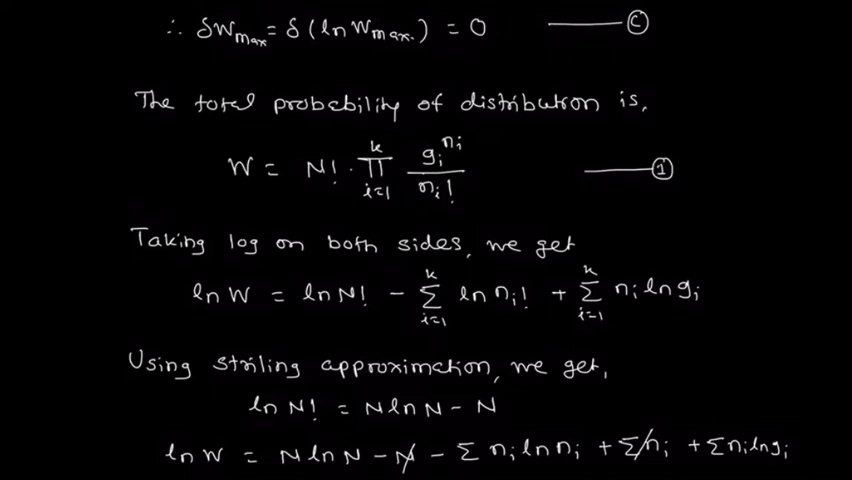 ∴ δW_max = δ (ln W_max.) = 0 —— Ⓒ
The total probability of distribution is,
W = N! · ∏_{i=1}^{k} g_i^{n_i} / n_i! —— ①
Taking log on both sides, we get
ln W = ln N! − Σ_{i=1}^{k} ln n_i! + Σ_{i=1}^{k} n_i ln g_i
Using striling approximation, we get,
ln N! = N ln N − N
ln W = N ln N − N − Σ n_i ln n_i + Σ n_i + Σ n_i ln g_i